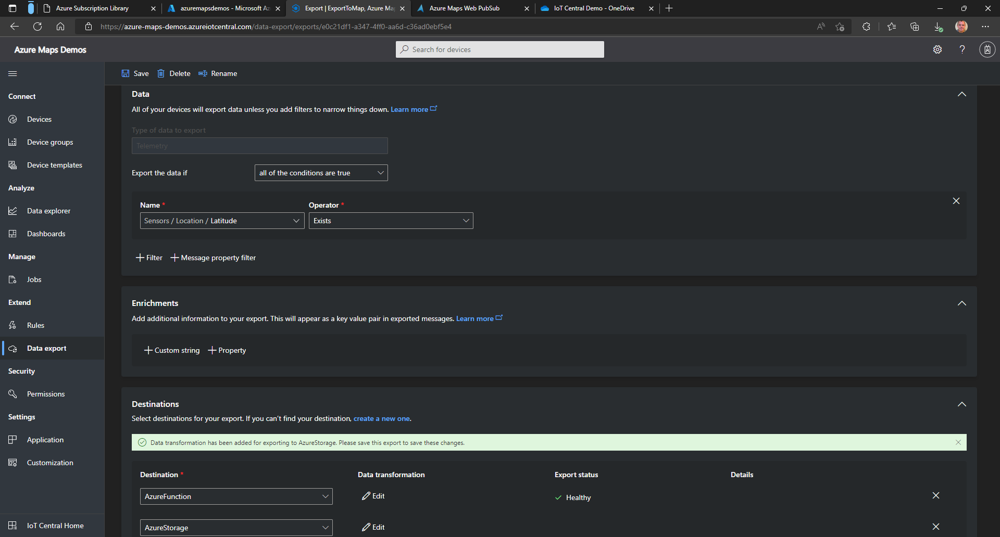 Azure Subscription Library
azuremapsdemos - Microsoft Az
Export | ExportToMap, Azure Ma
Azure Maps Web PubSub
IoT Central Demo - OneDrive
https://azure-maps-demos.azureiotcentral.com/data-export/exports/e0c21df1-a347-4ff0-aa6d-c36ad0ebf5e4
Azure Maps Demos
Search for devices
Save
Delete
Rename
Connect
Devices
Device groups
Device templates
Analyze
Data explorer
Dashboards
Manage
Jobs
Extend
Rules
Data export
Security
Permissions
Settings
Application
Customization
IoT Central Home
Data
All of your devices will export data unless you add filters to narrow things down. Learn more
Type of data to export
Telemetry
Export the data if
all of the conditions are true
Name * Operator *
Sensors / Location / Latitude Exists
Filter Message property filter
Enrichments
Add additional information to your export. This will appear as a key value pair in exported messages. Learn more
Custom string Property
Destinations
Select destinations for your export. If you can't find your destination, create a new one.
Data transformation has been added for exporting to AzureStorage. Please save this export to save these changes.
Destination * Data transformation Export status Details
AzureFunction Edit Healthy
AzureStorage Edit